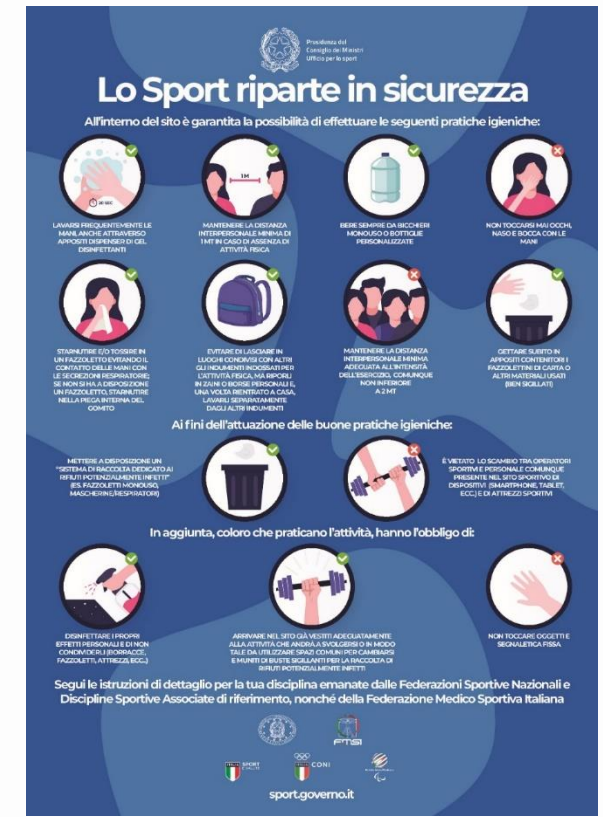 Presidenza del
Consiglio dei Ministri
Ufficio per lo sport
Lo Sport riparte in sicurezza
All'interno del sito è garantita la possibilità di effettuare le seguenti pratiche igieniche:
LAVARSI FREQUENTEMENTE LE
MANI, ANCHE ATTRAVERSO
APPOSITI DISPENSER DI GEL
DISINFETTANTI
1 M
MANTENERE LA DISTANZA
INTERPERSONALE MINIMA DI
1 MT IN CASO DI ASSENZA DI
ATTIVITÀ FISICA
BERE SEMPRE DA BICCHIERI
MONOUSO O BOTTIGLIE
PERSONALIZZATE
NON TOCCARSI MAI OCCHI,
NASO E BOCCA CON LE
MANI
STARNUTIRE E/O TOSSIRE IN
UN FAZZOLETTO EVITANDO IL
CONTATTO DELLE MANI CON
LE SECREZIONI RESPIRATORIE;
SE NON SI HA A DISPOSIZIONE
UN FAZZOLETTO, STARNUTIRE
NELLA PIEGA INTERNA DEL
GOMITO
EVITARE DI LASCIARE IN
LUOGHI CONDIVISI CON ALTRI
GLI INDUMENTI INDOSSATI PER
L'ATTIVITÀ FISICA, MA RIPORLI
IN ZAINI O BORSE PERSONALI E,
UNA VOLTA RIENTRATO A CASA,
LAVARLI SEPARATAMENTE
DAGLI ALTRI INDUMENTI
MANTENERE LA DISTANZA
INTERPERSONALE MINIMA
ADEGUATA ALL'INTENSITÀ
DELL'ESERCIZIO, COMUNQUE
NON INFERIORE
A 2 MT
GETTARE SUBITO IN
APPOSITI CONTENITORI I
FAZZOLETTINI DI CARTA O
ALTRI MATERIALI USATI
(BEN SIGILLATI)
Ai fini dell'attuazione delle buone pratiche igieniche:
METTERE A DISPOSIZIONE UN
"SISTEMA DI RACCOLTA DEDICATO AI
RIFIUTI POTENZIALMENTE INFETTI"
(ES. FAZZOLETTI MONOUSO,
MASCHERINE/RESPIRATORI)
È VIETATO LO SCAMBIO TRA OPERATORI
SPORTIVI E PERSONALE COMUNQUE
PRESENTE NEL SITO SPORTIVO DI
DISPOSITIVI (SMARTPHONE, TABLET,
ECC.) E DI ATTREZZI SPORTIVI
In aggiunta, coloro che praticano l'attività, hanno l'obbligo di:
DISINFETTARE I PROPRI
EFFETTI PERSONALI E DI NON
CONDIVIDERLI (BORRACCE,
FAZZOLETTI, ATTREZZI, ECC.)
ARRIVARE NEL SITO GIÀ VESTITI ADEGUATAMENTE
ALLA ATTIVITÀ CHE ANDRÀ A SVOLGERSI O IN MODO
TALE DA UTILIZZARE SPAZI COMUNI PER CAMBIARSI
E MUNITI DI BUSTE SIGILLANTI PER LA RACCOLTA DI
RIFIUTI POTENZIALMENTE INFETTI
NON TOCCARE OGGETTI E
SEGNALETICA FISSA
Segui le istruzioni di dettaglio per la tua disciplina emanate dalle Federazioni Sportive Nazionali e
Discipline Sportive Associate di riferimento, nonché della Federazione Medico Sportiva Italiana
SPORT
CONI
sport.governo.it